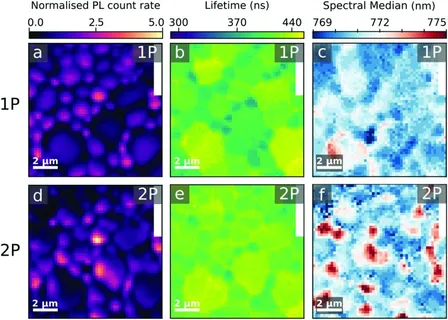 Normalised PL count rate
Lifetime (ns)
Spectral Median (nm)
0.0 2.5 5.0
300 370 440
769 772 775
1P
a 1P
2 μm
b 1P
2 μm
c 1P
2 μm
2P
d 2P
2 μm
e 2P
2 μm
f 2P
2 μm